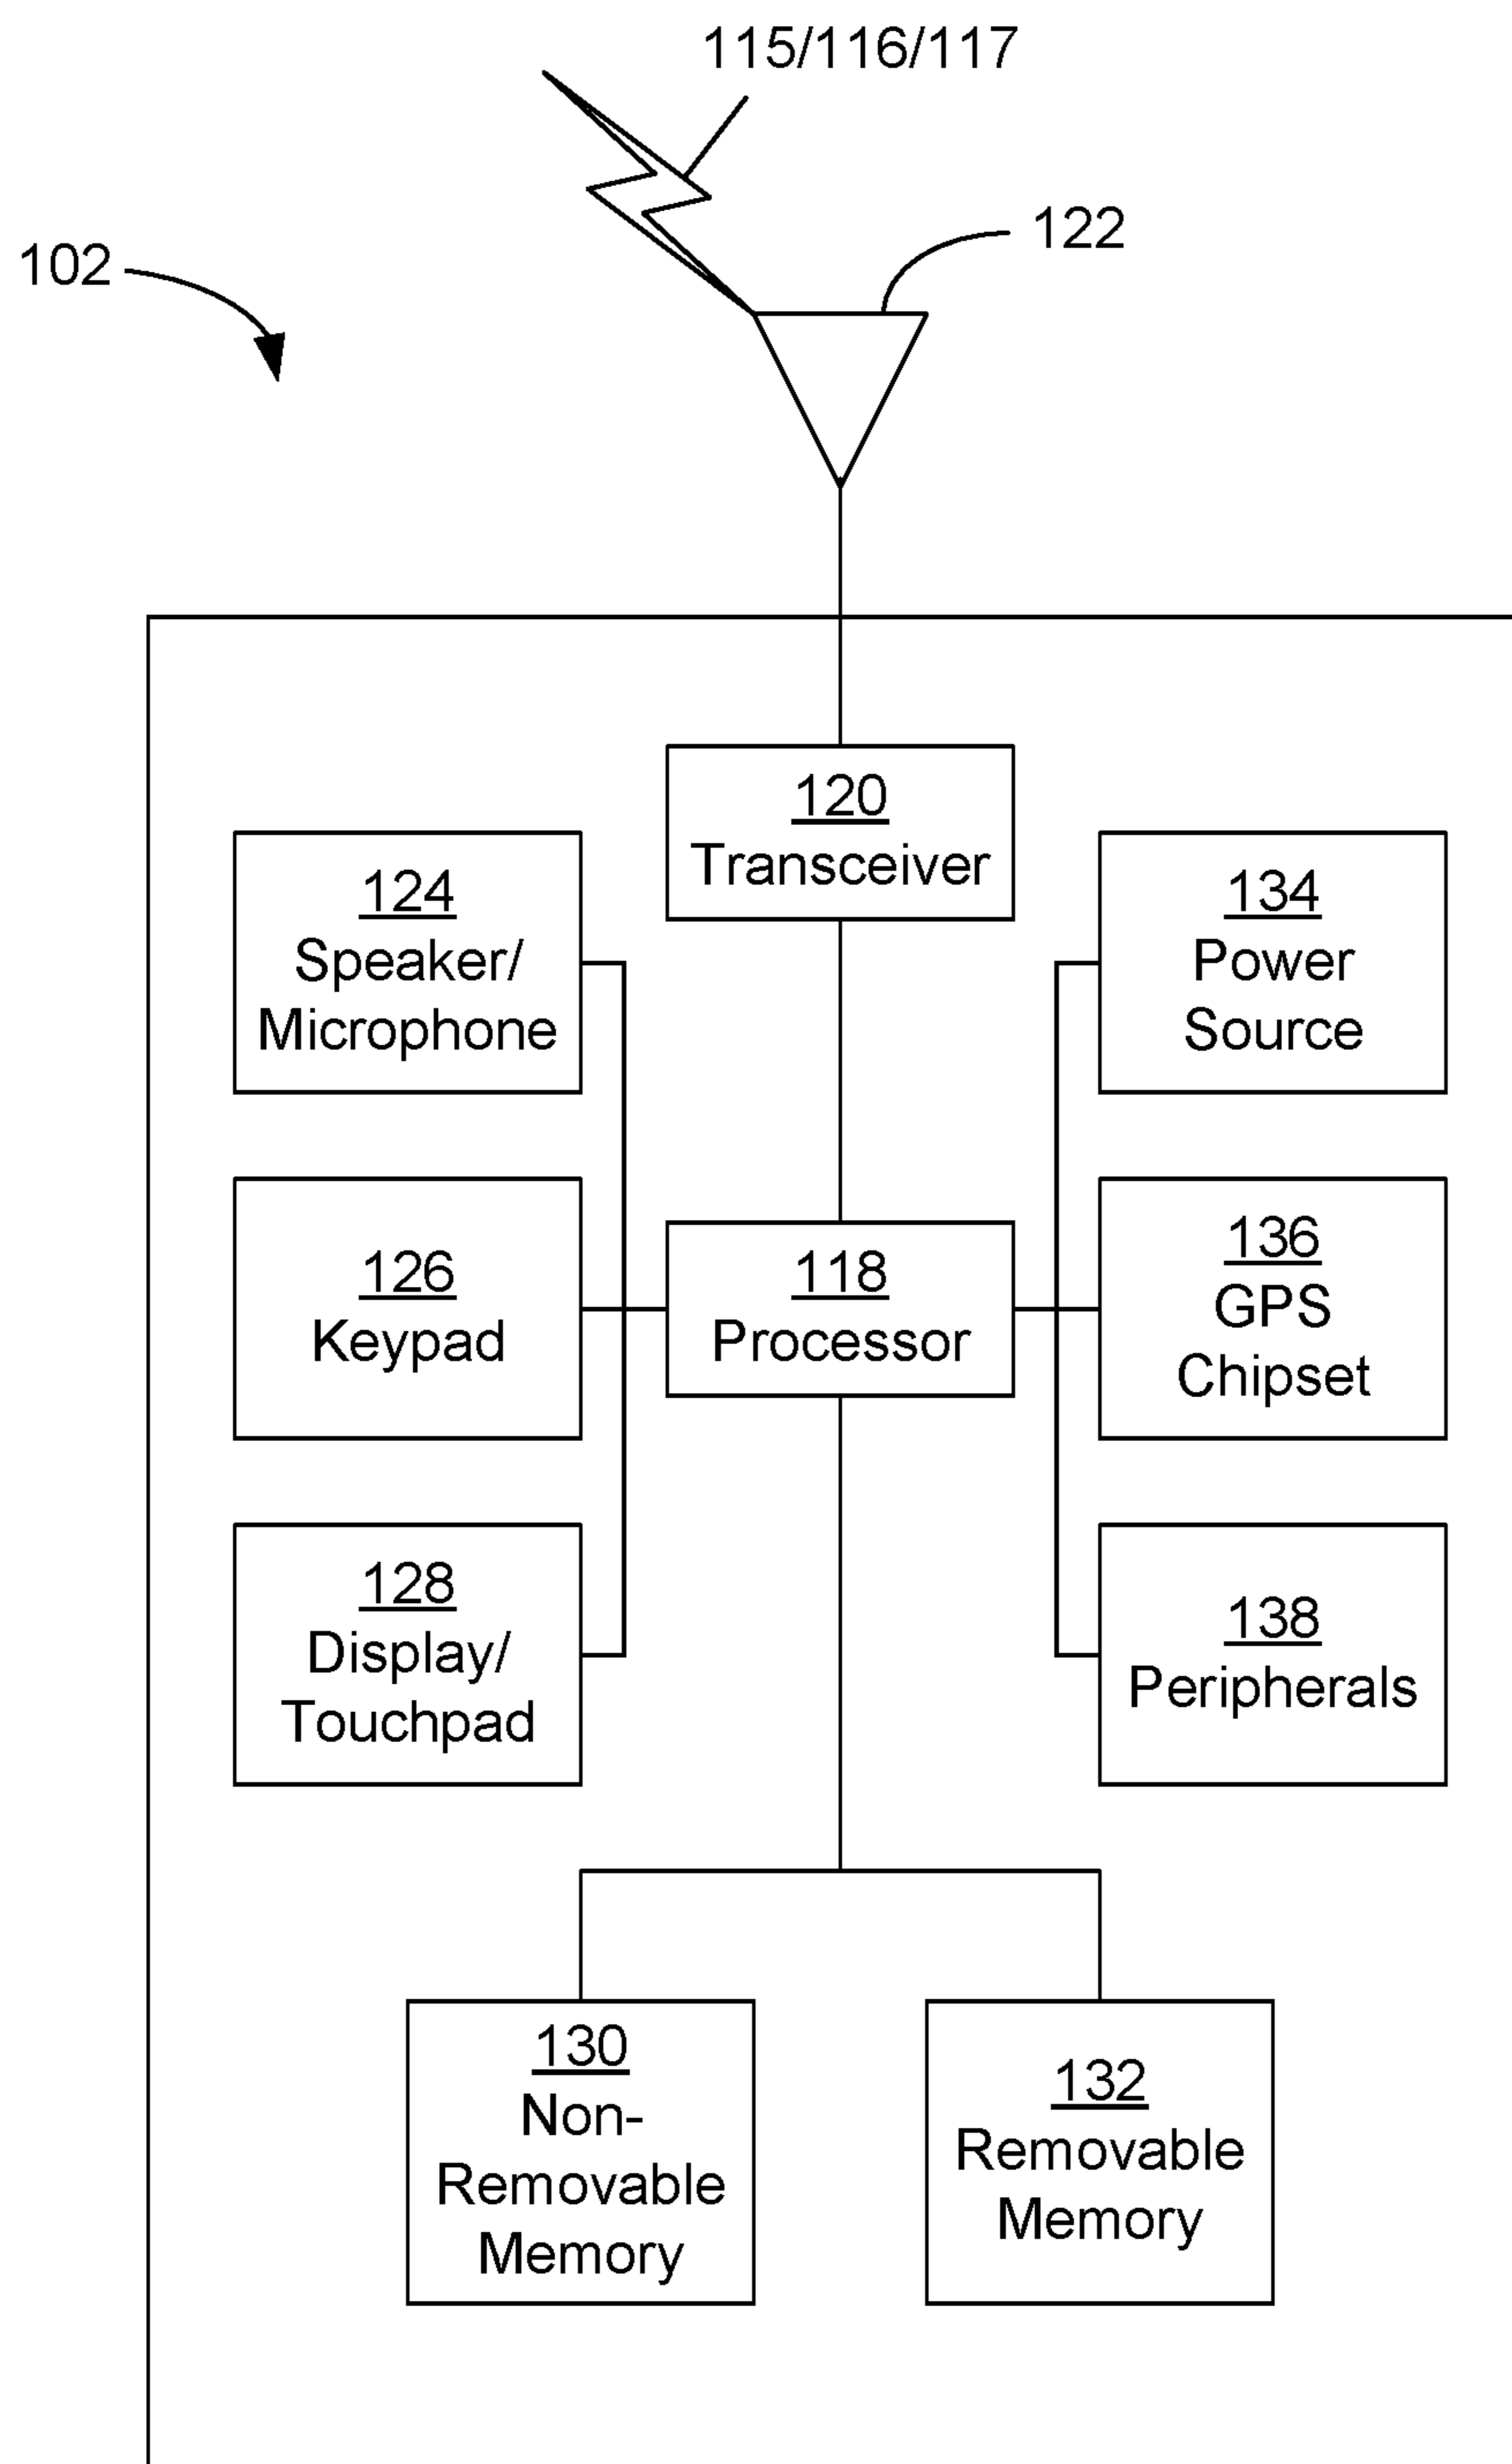 115/116/117
122
102
120
Transceiver
124
Speaker/
Microphone
134
Power
Source
126
Keypad
118
Processor
136
GPS
Chipset
128
Display/
Touchpad
138
Peripherals
130
Non-
Removable
Memory
132
Removable
Memory